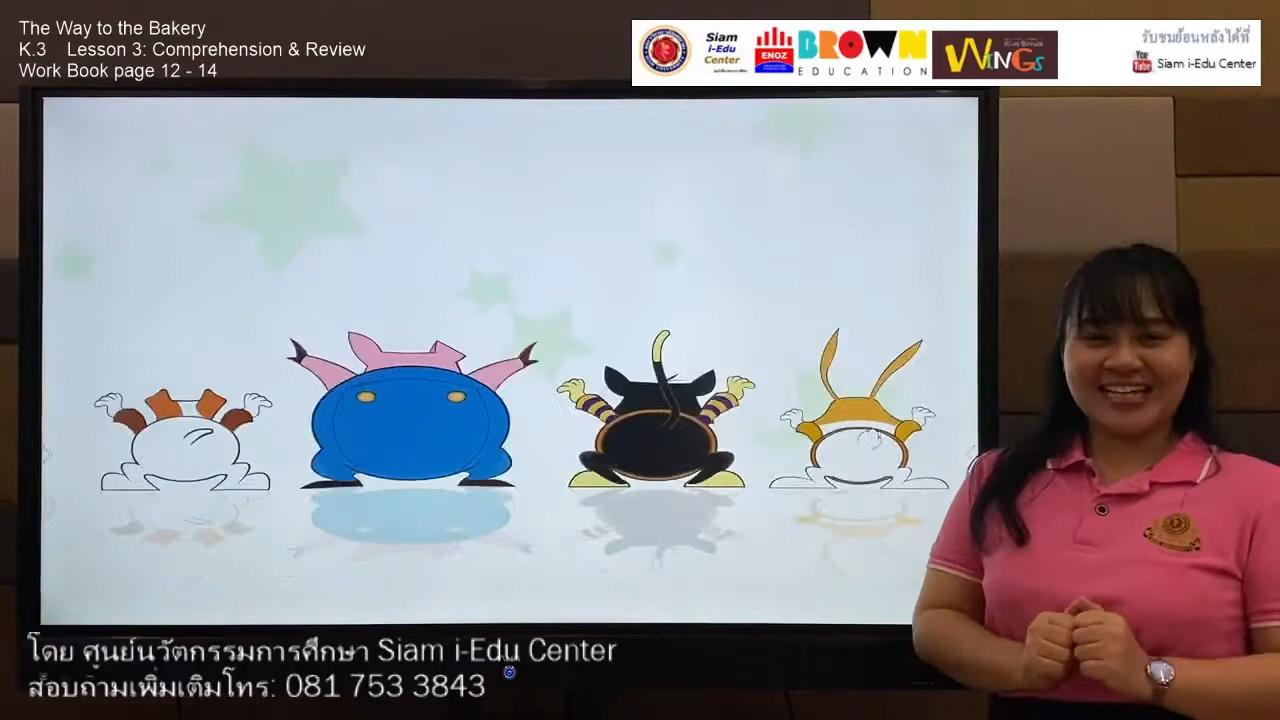 The Way to the Bakery
K.3 Lesson 3: Comprehension & Review
Work Book page 12 - 14
Siam
i-Edu
Center
ENOZ
BROWN
EDUCATION
WINGS
รับชมย้อนหลังได้ที่
You
Tube Siam i-Edu Center
โดย ศูนย์นวัตกรรมการศึกษา Siam i-Edu Center
สอบถามเพิ่มเติมโทร: 081 753 3843